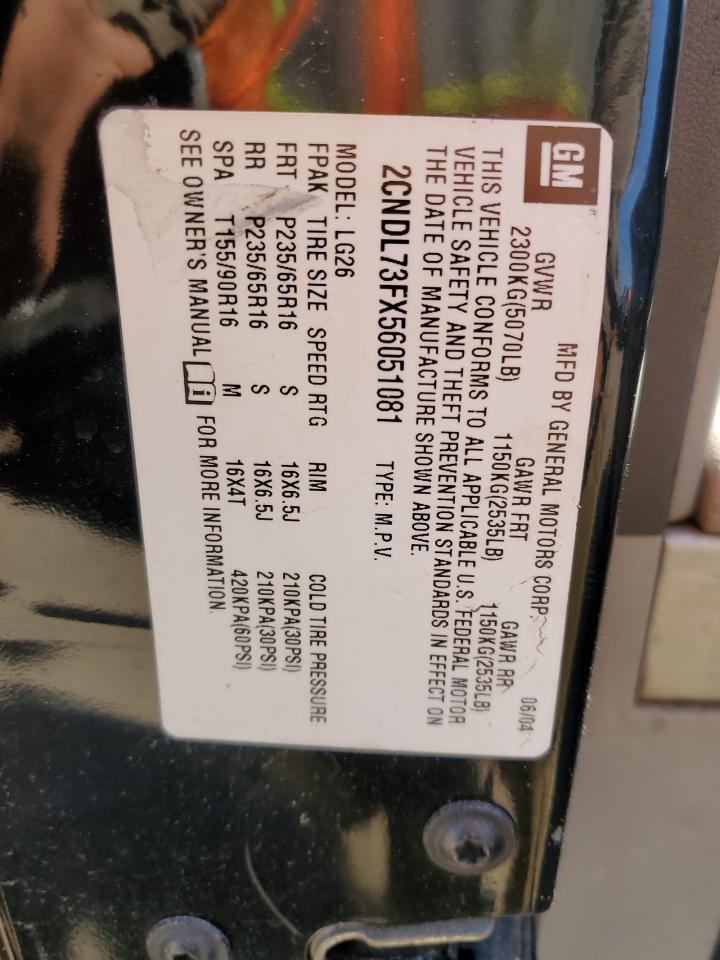 GM
MFD BY GENERAL MOTORS CORP. 06/04
GVWR GAWR FRT GAWR RR
2300KG(5070LB) 1150KG(2535LB) 1150KG(2535LB)
THIS VEHICLE CONFORMS TO ALL APPLICABLE U.S. FEDERAL MOTOR
VEHICLE SAFETY AND THEFT PREVENTION STANDARDS IN EFFECT ON
THE DATE OF MANUFACTURE SHOWN ABOVE.
2CNDL73FX56051081 TYPE: M.P.V.
MODEL: LG26
FPAK TIRE SIZE SPEED RTG RIM COLD TIRE PRESSURE
FRT P235/65R16 S 16X6.5J 210KPA(30PSI)
RR P235/65R16 S 16X6.5J 210KPA(30PSI)
SPA T155/90R16 M 16X4T 420KPA(60PSI)
SEE OWNER'S MANUAL i FOR MORE INFORMATION.